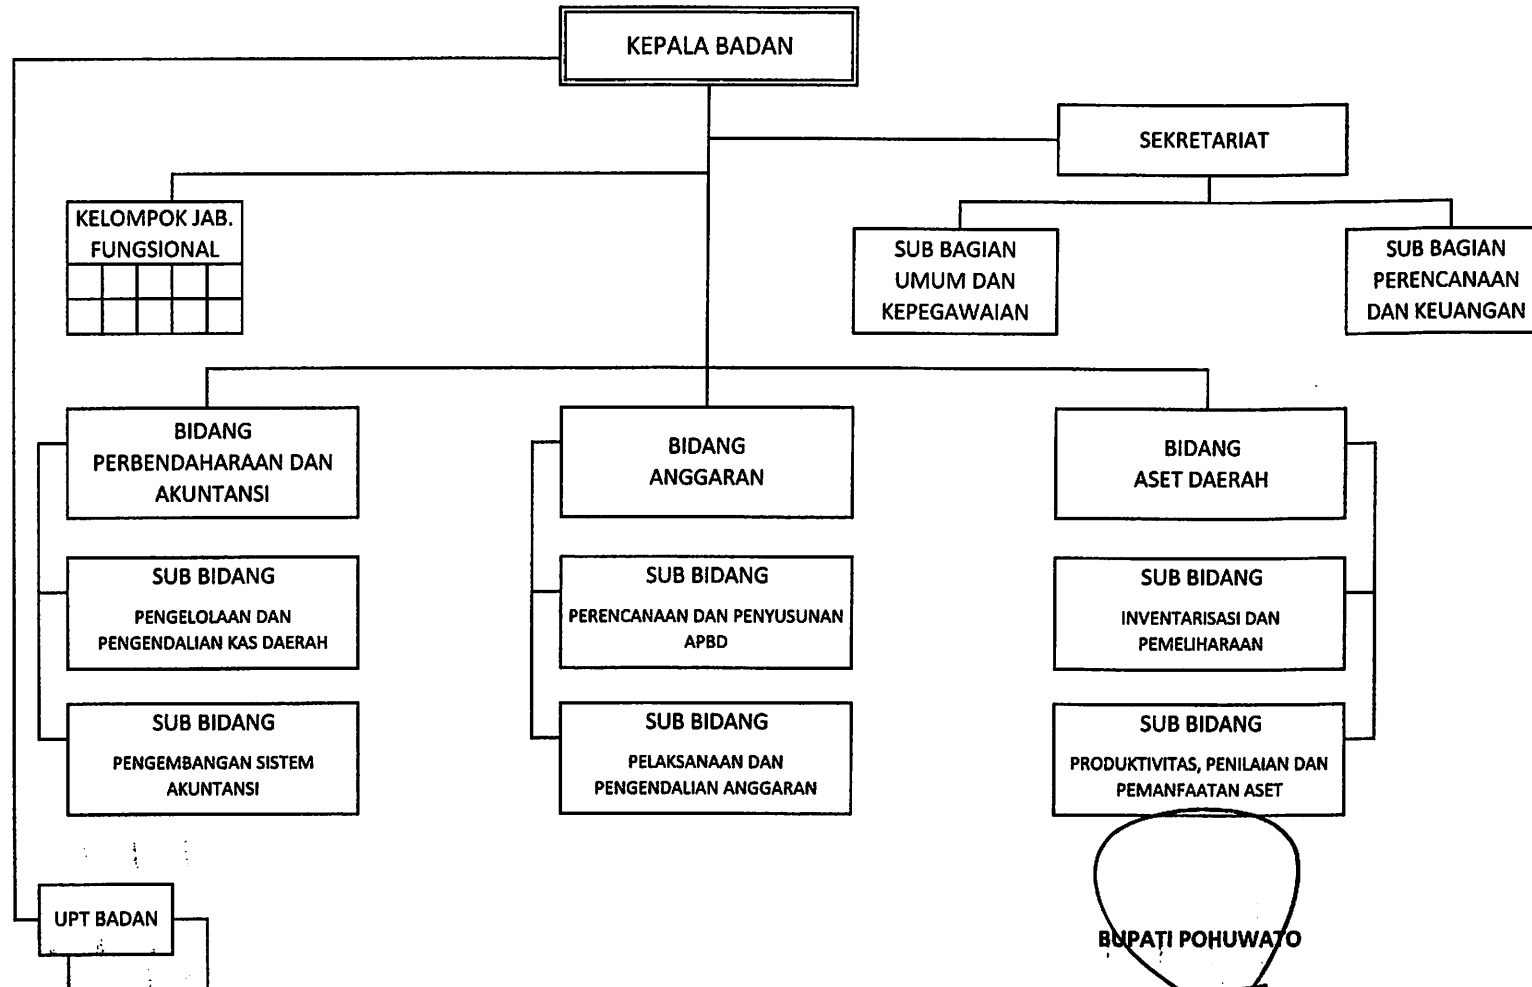 KEPALA BADAN
SEKRETARIAT
KELOMPOK JAB.
FUNGSIONAL
SUB BAGIAN
UMUM DAN
KEPEGAWAIAN
SUB BAGIAN
PERENCANAAN
DAN KEUANGAN
BIDANG
PERBENDAHARAAN DAN
AKUNTANSI
BIDANG
ANGGARAN
BIDANG
ASET DAERAH
SUB BIDANG
PENGELOLAAN DAN
PENGENDALIAN KAS DAERAH
SUB BIDANG
PERENCANAAN DAN PENYUSUNAN
APBD
SUB BIDANG
INVENTARISASI DAN
PEMELIHARAAN
SUB BIDANG
PENGEMBANGAN SISTEM
AKUNTANSI
SUB BIDANG
PELAKSANAAN DAN
PENGENDALIAN ANGGARAN
SUB BIDANG
PRODUKTIVITAS, PENILAIAN DAN
PEMANFAATAN ASET
UPT BADAN
BUPATI POHUWATO